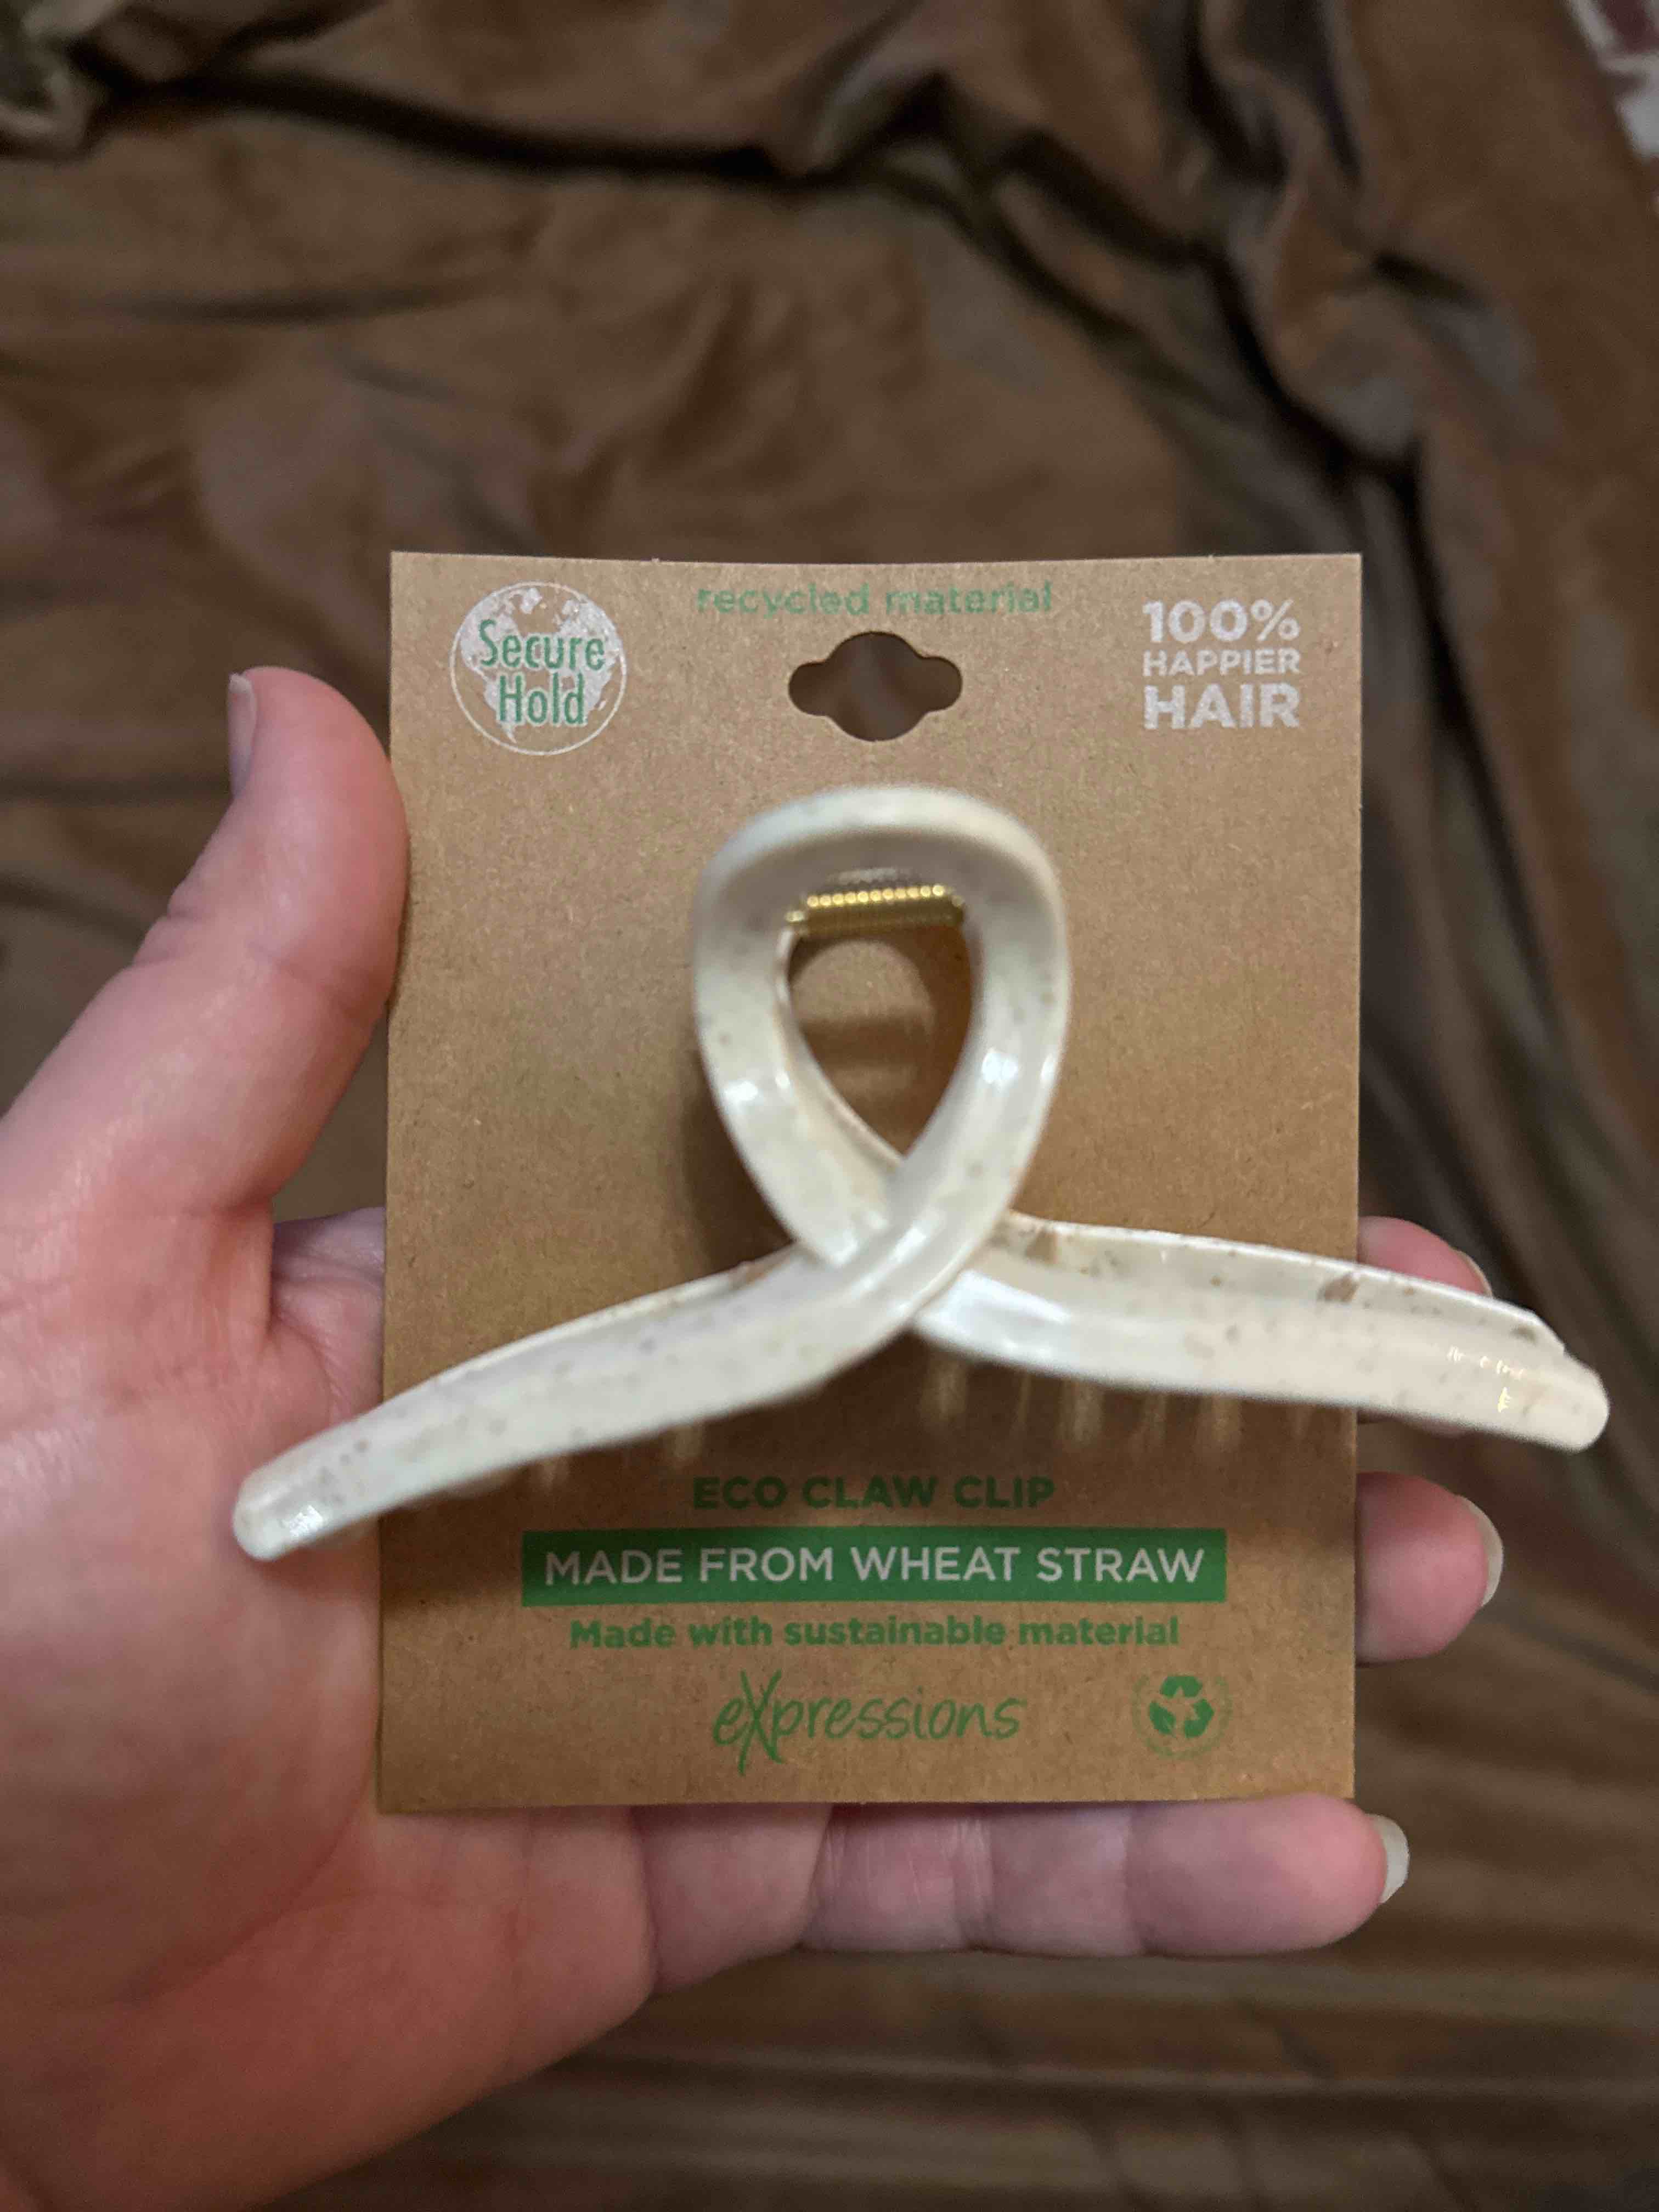 recycled material
Secure
Hold
100%
HAPPIER
HAIR
ECO CLAW CLIP
MADE FROM WHEAT STRAW
Made with sustainable material
eXpressions